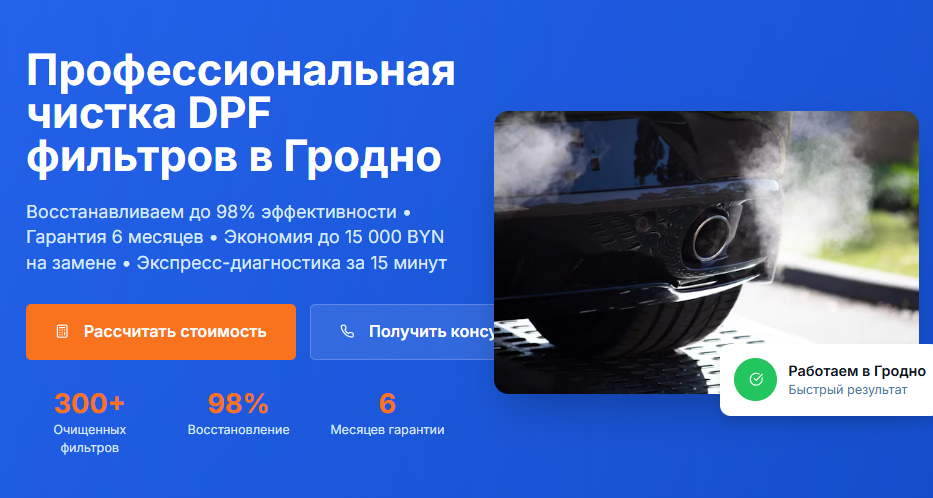 Профессиональная
чистка DPF
фильтров в Гродно
Восстанавливаем до 98% эффективности •
Гарантия 6 месяцев • Экономия до 15 000 BYN
на замене • Экспресс-диагностика за 15 минут
Рассчитать стоимость
Получить консу
300+
Очищенных
фильтров
98%
Восстановление
6
Месяцев гарантии
Работаем в Гродно
Быстрый результат